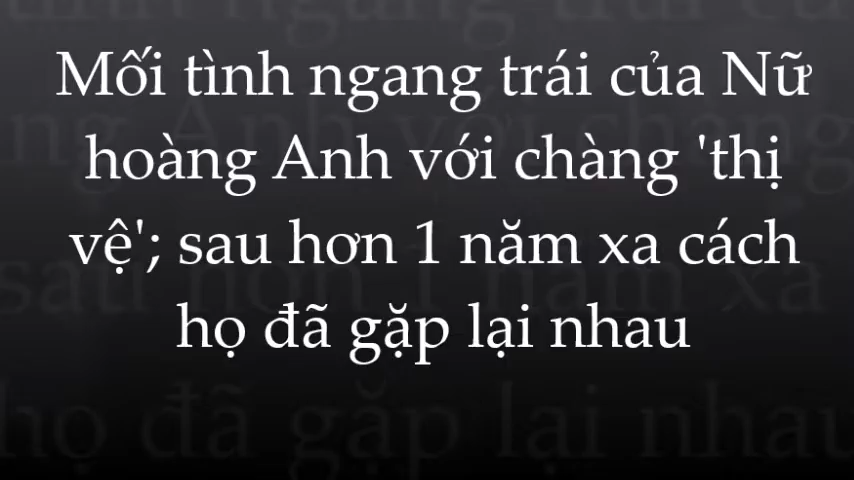 Mối tình ngang trái của Nữ
hoàng Anh với chàng 'thị
vệ'; sau hơn 1 năm xa cách
họ đã gặp lại nhau